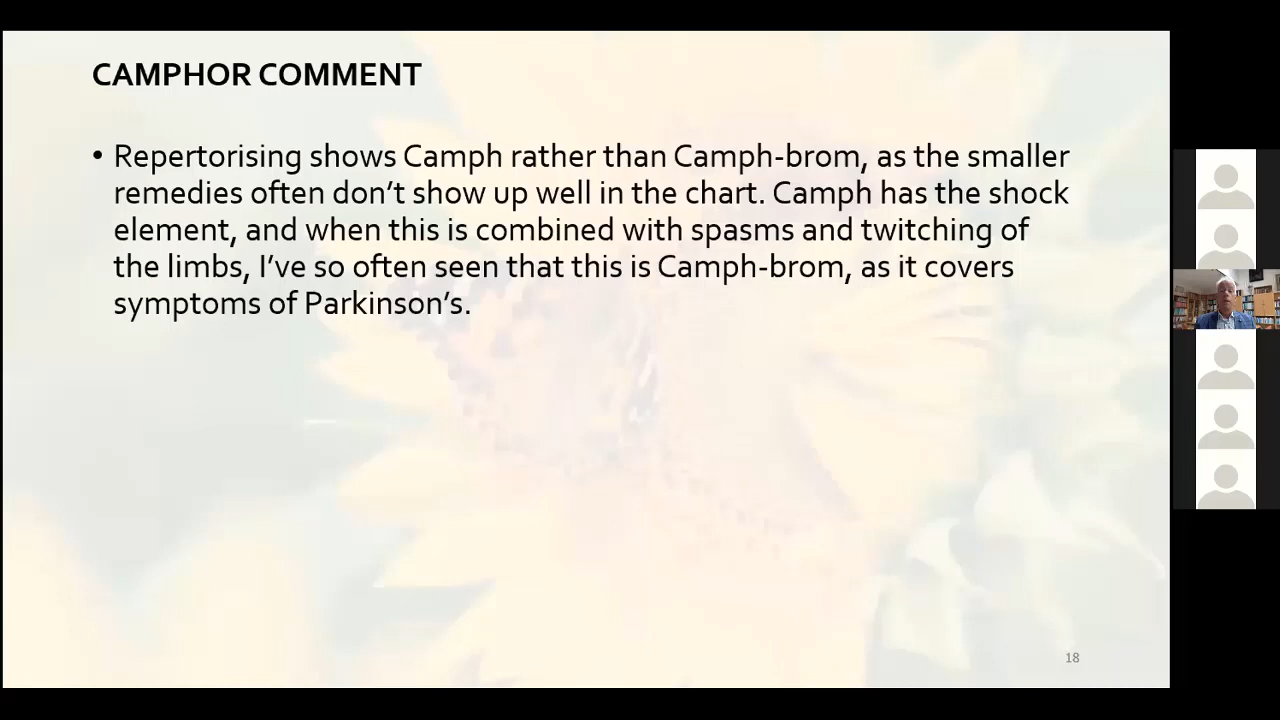 CAMPHOR COMMENT
• Repertorising shows Camph rather than Camph-brom, as the smaller
remedies often don’t show up well in the chart. Camph has the shock
element, and when this is combined with spasms and twitching of
the limbs, I’ve so often seen that this is Camph-brom, as it covers
symptoms of Parkinson’s.
18